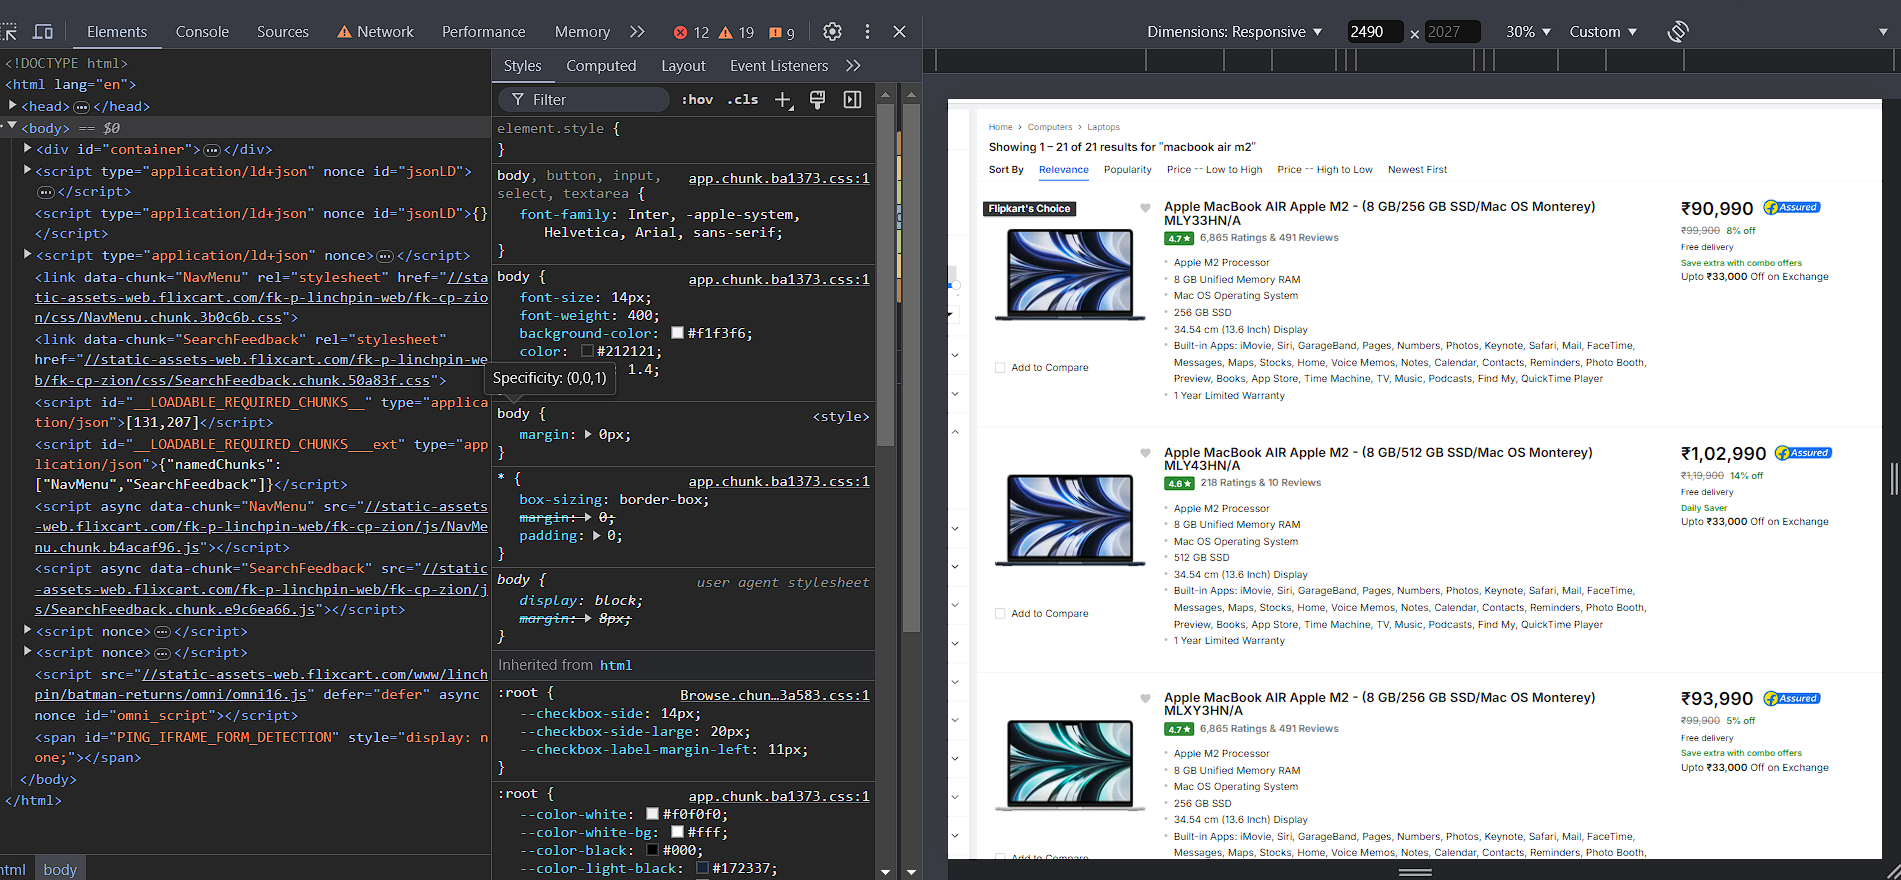 Elements Console Sources Network Performance Memory 12 19 9
<!DOCTYPE html>
<html lang="en">
<head> ⋯ </head>
<body> == $0
<div id="container"> ⋯ </div>
<script type="application/ld+json" nonce id="jsonLD">
⋯ </script>
<script type="application/ld+json" nonce id="jsonLD">{}
</script>
<script type="application/ld+json" nonce> ⋯ </script>
<link data-chunk="NavMenu" rel="stylesheet" href="//sta
tic-assets-web.flixcart.com/fk-p-linchpin-web/fk-cp-zio
n/css/NavMenu.chunk.3b0c6b.css">
<link data-chunk="SearchFeedback" rel="stylesheet"
href="//static-assets-web.flixcart.com/fk-p-linchpin-we
b/fk-cp-zion/css/SearchFeedback.chunk.50a83f.css">
<script id="__LOADABLE_REQUIRED_CHUNKS__" type="applica
tion/json">[131,207]</script>
<script id="__LOADABLE_REQUIRED_CHUNKS___ext" type="app
lication/json">{"namedChunks":
["NavMenu","SearchFeedback"]}</script>
<script async data-chunk="NavMenu" src="//static-assets
-web.flixcart.com/fk-p-linchpin-web/fk-cp-zion/js/NavMe
nu.chunk.b4acaf96.js"></script>
<script async data-chunk="SearchFeedback" src="//static
-assets-web.flixcart.com/fk-p-linchpin-web/fk-cp-zion/j
s/SearchFeedback.chunk.e9c6ea66.js"></script>
<script nonce> ⋯ </script>
<script nonce> ⋯ </script>
<script src="//static-assets-web.flixcart.com/www/linch
pin/batman-returns/omni/omni16.js" defer="defer" async
nonce id="omni_script"></script>
<span id="PING_IFRAME_FORM_DETECTION" style="display: n
one;"></span>
</body>
</html>
html body
Styles Computed Layout Event Listeners
Filter :hov .cls
element.style {
}
body, button, input, app.chunk.ba1373.css:1
select, textarea {
font-family: Inter, -apple-system,
Helvetica, Arial, sans-serif;
}
body { app.chunk.ba1373.css:1
font-size: 14px;
font-weight: 400;
background-color: #f1f3f6;
color: #212121;
1.4;
Specificity: (0,0,1)
body { <style>
margin: 0px;
}
* { app.chunk.ba1373.css:1
box-sizing: border-box;
margin: 0;
padding: 0;
}
body { user agent stylesheet
display: block;
margin: 8px;
}
Inherited from html
:root { Browse.chun…3a583.css:1
--checkbox-side: 14px;
--checkbox-side-large: 20px;
--checkbox-label-margin-left: 11px;
}
:root { app.chunk.ba1373.css:1
--color-white: #f0f0f0;
--color-white-bg: #fff;
--color-black: #000;
--color-light-black: #172337;
Dimensions: Responsive 2490 × 2027 30% Custom
Home > Computers > Laptops
Showing 1 – 21 of 21 results for "macbook air m2"
Sort By Relevance Popularity Price -- Low to High Price -- High to Low Newest First
Flipkart's Choice
Apple MacBook AIR Apple M2 - (8 GB/256 GB SSD/Mac OS Monterey)
MLY33HN/A
4.7 6,865 Ratings & 491 Reviews
Apple M2 Processor
8 GB Unified Memory RAM
Mac OS Operating System
256 GB SSD
34.54 cm (13.6 Inch) Display
Built-in Apps: iMovie, Siri, GarageBand, Pages, Numbers, Photos, Keynote, Safari, Mail, FaceTime,
Messages, Maps, Stocks, Home, Voice Memos, Notes, Calendar, Contacts, Reminders, Photo Booth,
Preview, Books, App Store, Time Machine, TV, Music, Podcasts, Find My, QuickTime Player
1 Year Limited Warranty
Add to Compare
₹90,990 Assured
₹99,900 8% off
Free delivery
Save extra with combo offers
Upto ₹33,000 Off on Exchange
Apple MacBook AIR Apple M2 - (8 GB/512 GB SSD/Mac OS Monterey)
MLY43HN/A
4.6 218 Ratings & 10 Reviews
Apple M2 Processor
8 GB Unified Memory RAM
Mac OS Operating System
512 GB SSD
34.54 cm (13.6 Inch) Display
Built-in Apps: iMovie, Siri, GarageBand, Pages, Numbers, Photos, Keynote, Safari, Mail, FaceTime,
Messages, Maps, Stocks, Home, Voice Memos, Notes, Calendar, Contacts, Reminders, Photo Booth,
Preview, Books, App Store, Time Machine, TV, Music, Podcasts, Find My, QuickTime Player
1 Year Limited Warranty
Add to Compare
₹1,02,990 Assured
₹1,19,900 14% off
Free delivery
Daily Saver
Upto ₹33,000 Off on Exchange
Apple MacBook AIR Apple M2 - (8 GB/256 GB SSD/Mac OS Monterey)
MLXY3HN/A
4.7 6,865 Ratings & 491 Reviews
Apple M2 Processor
8 GB Unified Memory RAM
Mac OS Operating System
256 GB SSD
34.54 cm (13.6 Inch) Display
Built-in Apps: iMovie, Siri, GarageBand, Pages, Numbers, Photos, Keynote, Safari, Mail, FaceTime,
Messages, Maps, Stocks, Home, Voice Memos, Notes, Calendar, Contacts, Reminders, Photo Booth,
Add to Compare
₹93,990 Assured
₹99,900 5% off
Free delivery
Save extra with combo offers
Upto ₹33,000 Off on Exchange